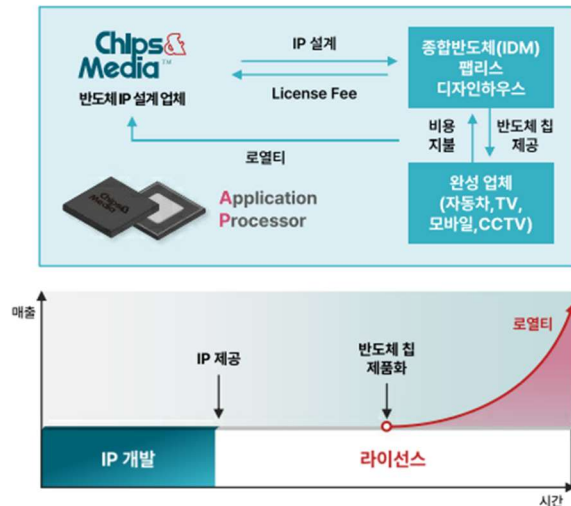 Chips&
Media™
반도체 IP 설계 업체
IP 설계
License Fee
종합반도체(IDM)
팹리스
디자인하우스
로열티
비용
지불
반도체 칩
제공
Chips&
Media
Application
Processor
완성 업체
(자동차,TV,
모바일,CCTV)
매출
IP 제공
반도체 칩
제품화
로열티
IP 개발
라이선스
시간